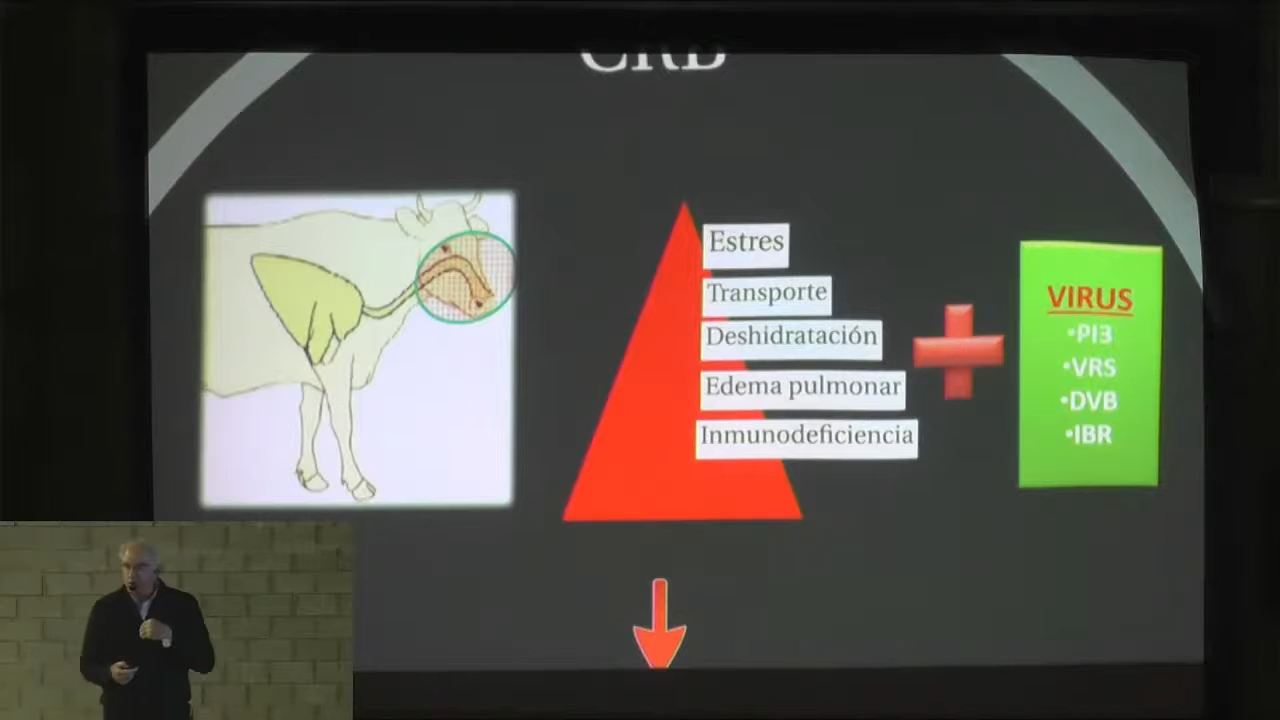 CRB
Estres
Transporte
Deshidratación
Edema pulmonar
Inmunodeficiencia
VIRUS
•PI3
•VRS
•DVB
•IBR